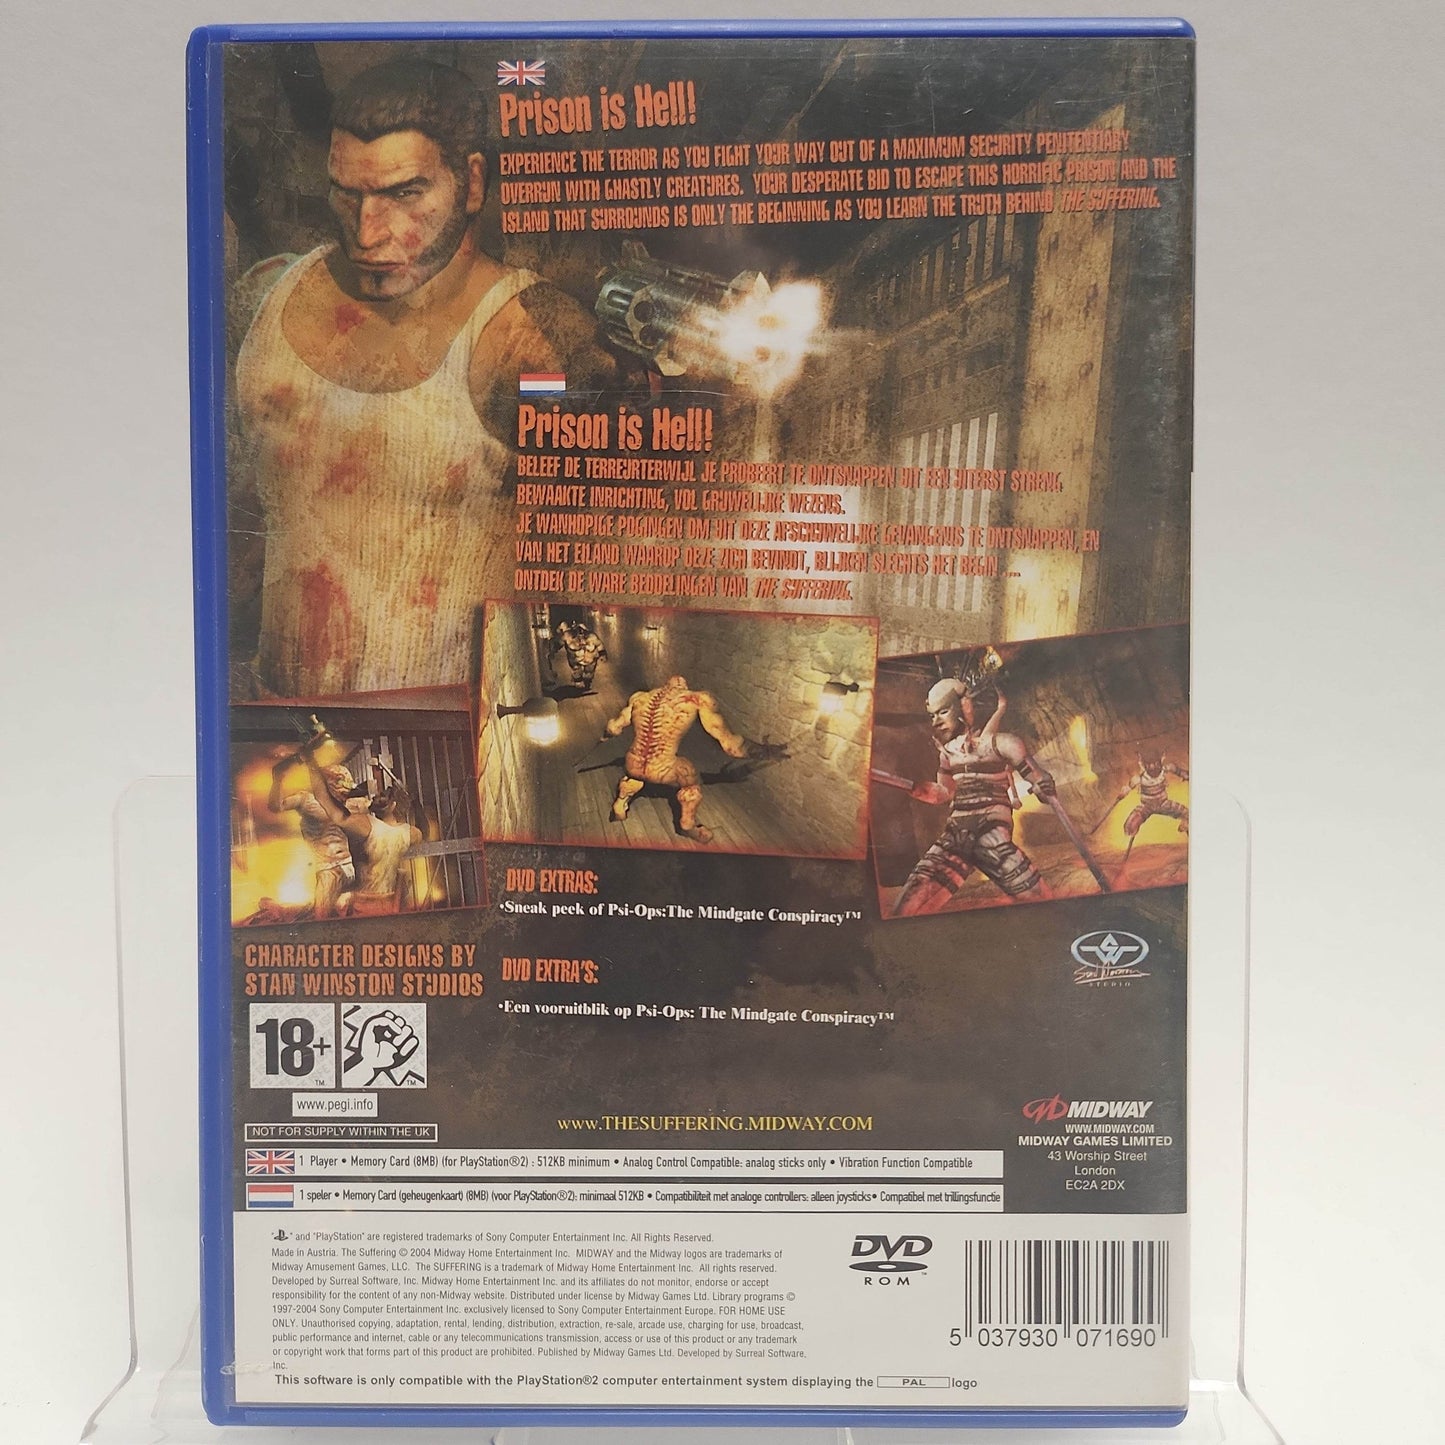 Prison is Hell!
EXPERIENCE THE TERROR AS YOU FIGHT YOUR WAY OUT OF A MAXIMUM SECURITY PENITENTIARY
OVERRUN WITH GHASTLY CREATURES. YOUR DESPERATE BID TO ESCAPE THIS HORRIFIC PRISON AND THE
ISLAND THAT SURROUNDS IS ONLY THE BEGINNING AS YOU LEARN THE TRUTH BEHIND THE SUFFERING.
Prison is Hell!
BELEEF DE TERREURTERWIJL JE PROBEERT TE ONTSNAPPEN UIT EEN UITERST STRENG
BEWAAKTE INRICHTING, VOL GRUWELIJKE WEZENS.
JE WANHOPIGE POGINGEN OM UIT DEZE AFSCHUWELIJKE GEVANGENIS TE ONTSNAPPEN, EN
VAN HET EILAND WAAROP DEZE ZICH BEVINDT, BLIJKEN SLECHTS HET BEGIN ....
ONTDEK DE WARE BEDOELINGEN VAN THE SUFFERING.
DVD EXTRAS:
•Sneak peek of Psi-Ops:The Mindgate Conspiracy™
CHARACTER DESIGNS BY
STAN WINSTON STUDIOS
DVD EXTRA'S:
•Een vooruitblik op Psi-Ops: The Mindgate Conspiracy™
Stan Winston
STUDIO
18+
™
™
www.pegi.info
NOT FOR SUPPLY WITHIN THE UK
www.THESUFFERING.MIDWAY.COM
MIDWAY
WWW.MIDWAY.COM
MIDWAY GAMES LIMITED
43 Worship Street
London
EC2A 2DX
1 Player • Memory Card (8MB) (for PlayStation®2) : 512KB minimum • Analog Control Compatible: analog sticks only • Vibration Function Compatible
1 speler • Memory Card (geheugenkaart) (8MB) (voor PlayStation®2): minimaal 512KB • Compatibiliteit met analoge controllers: alleen joysticks• Compatibel met trillingsfunctie
" " and "PlayStation" are registered trademarks of Sony Computer Entertainment Inc. All Rights Reserved.
Made in Austria. The Suffering © 2004 Midway Home Entertainment Inc. MIDWAY and the Midway logos are trademarks of
Midway Amusement Games, LLC. The SUFFERING is a trademark of Midway Home Entertainment Inc. All rights reserved.
Developed by Surreal Software, Inc. Midway Home Entertainment Inc. and its affiliates do not monitor, endorse or accept
responsibility for the content of any non-Midway website. Distributed under license by Midway Games Ltd. Library programs ©
1997-2004 Sony Computer Entertainment Inc. exclusively licensed to Sony Computer Entertainment Europe. FOR HOME USE
ONLY. Unauthorised copying, adaptation, rental, lending, distribution, extraction, re-sale, arcade use, charging for use, broadcast,
public performance and internet, cable or any telecommunications transmission, access or use of this product or any trademark
or copyright work that forms part of this product are prohibited. Published by Midway Games Ltd. Developed by Surreal Software,
Inc.
This software is only compatible with the PlayStation®2 computer entertainment system displaying the PAL logo
DVD
ROM
™
5 037930 071690